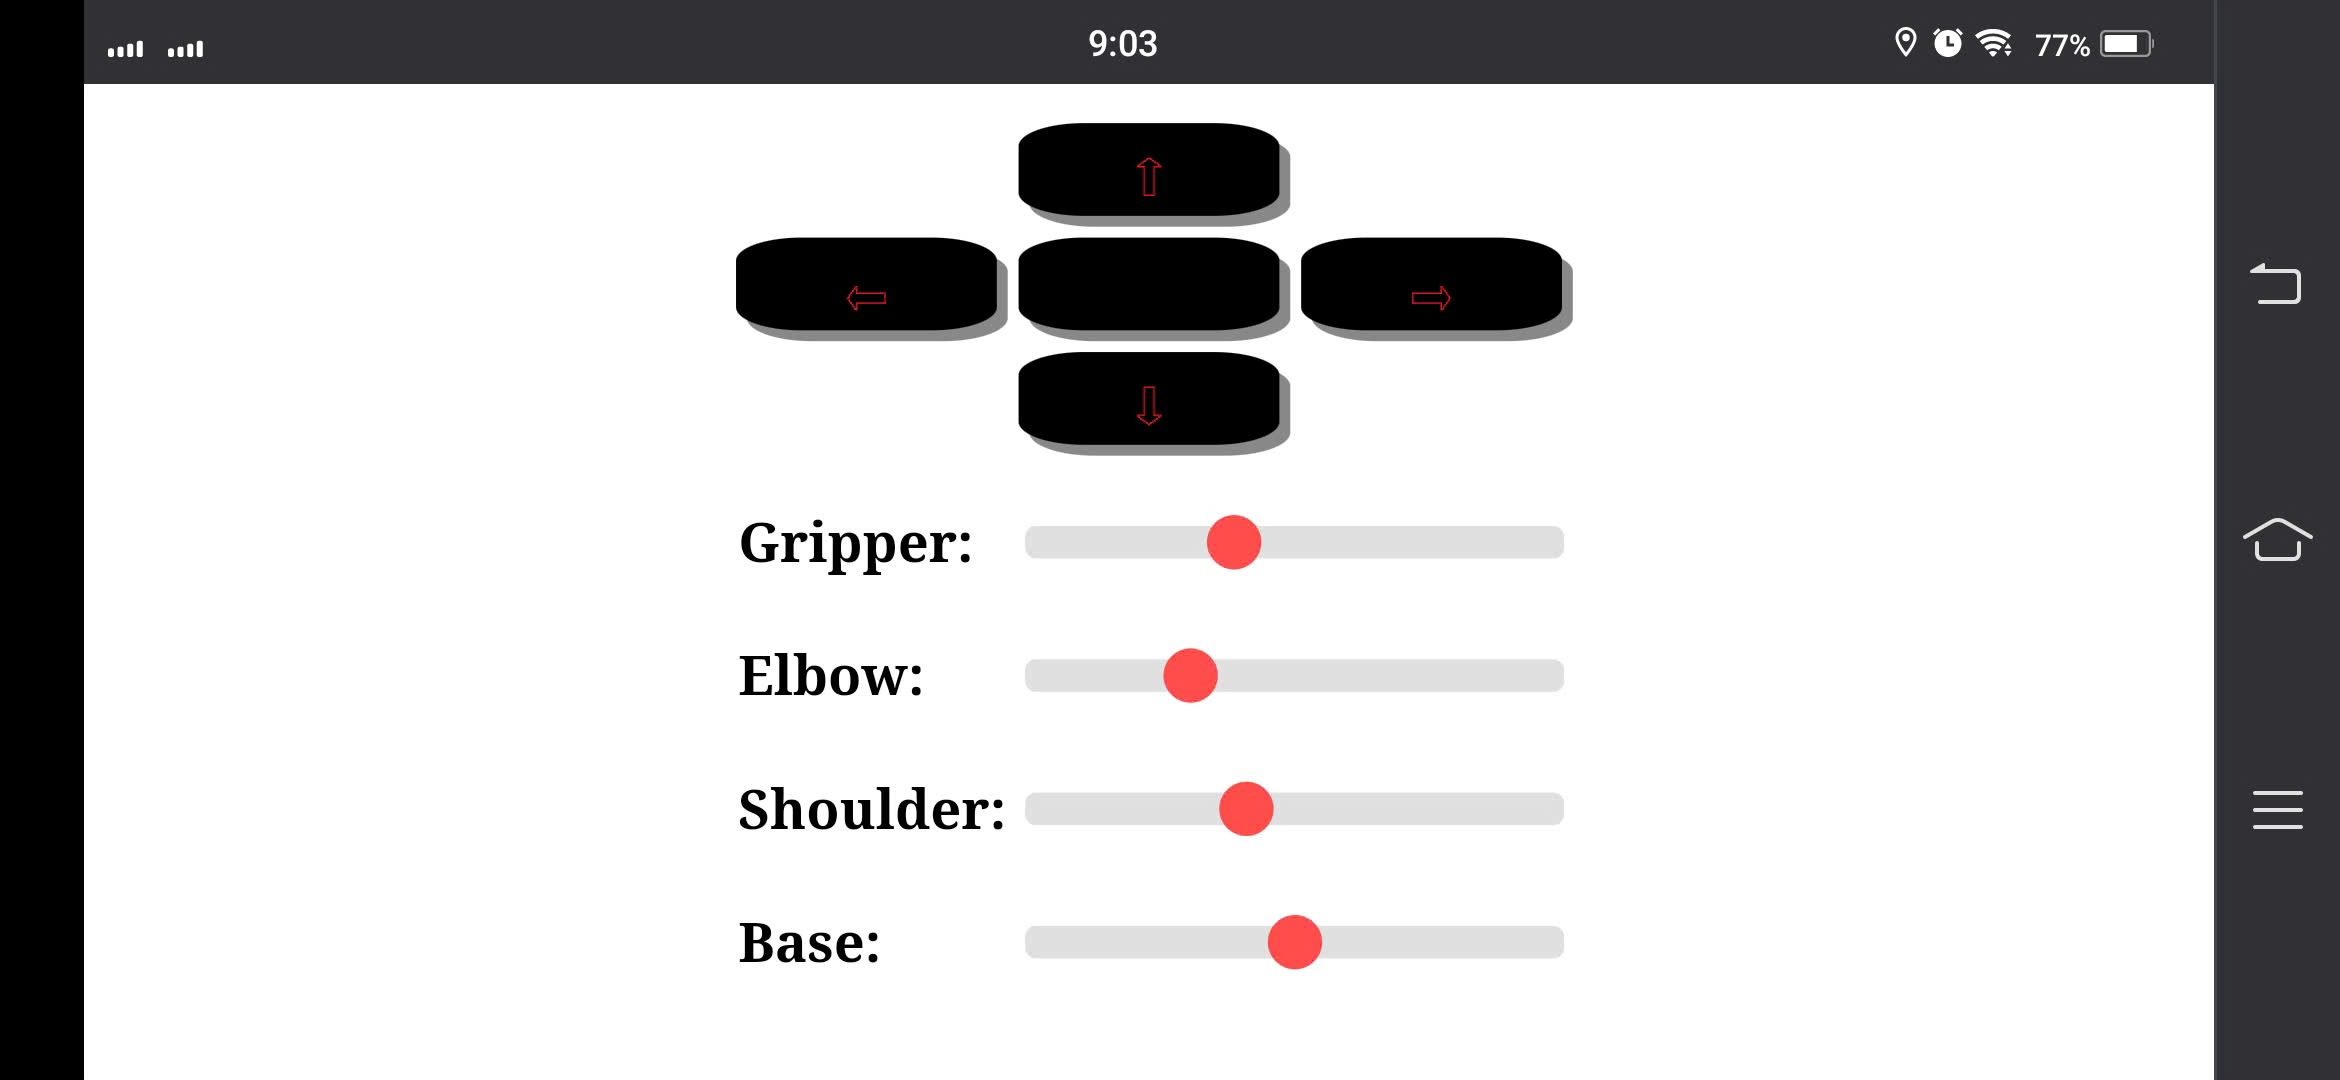 9:03
77%
⇧
⇦ ⇨
⇩
Gripper:
Elbow:
Shoulder:
Base: